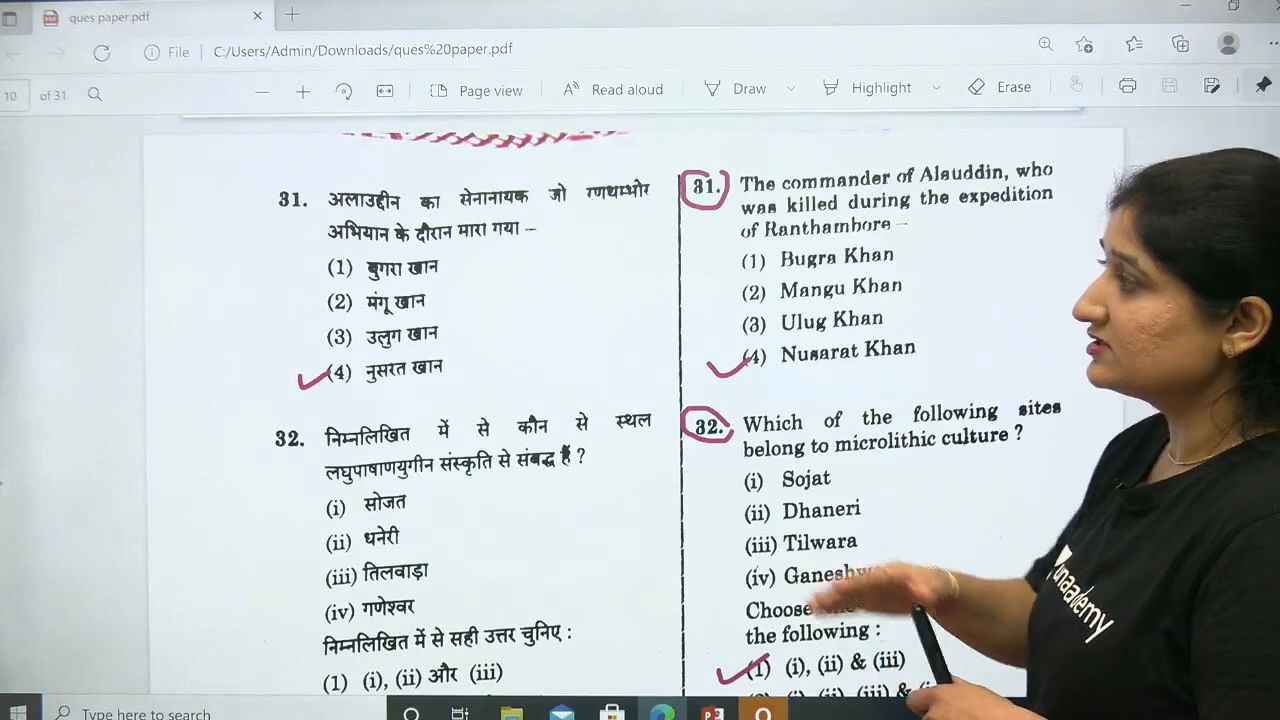 ques paper.pdf
File C:/Users/Admin/Downloads/ques%20paper.pdf
10 of 31 Page view Read aloud Draw Highlight Erase
31. अलाउद्दीन का सेनानायक जो रणथम्भोर
अभियान के दौरान मारा गया –
(1) बुगरा खान
(2) मंगू खान
(3) उलुग खान
(4) नुसरत खान
32. निम्नलिखित में से कौन से स्थल
लघुपाषाणयुगीन संस्कृति से संबद्ध हैं ?
(i) सोजत
(ii) धनेरी
(iii) तिलवाड़ा
(iv) गणेश्वर
निम्नलिखित में से सही उत्तर चुनिए :
(1) (i), (ii) और (iii)
31. The commander of Alauddin, who
was killed during the expedition
of Ranthambore –
(1) Bugra Khan
(2) Mangu Khan
(3) Ulug Khan
(4) Nusarat Khan
32. Which of the following sites
belong to microlithic culture ?
(i) Sojat
(ii) Dhaneri
(iii) Tilwara
(iv)
Choose
the following :
(1) (i), (ii) & (iii)
unacademy
Type here to search